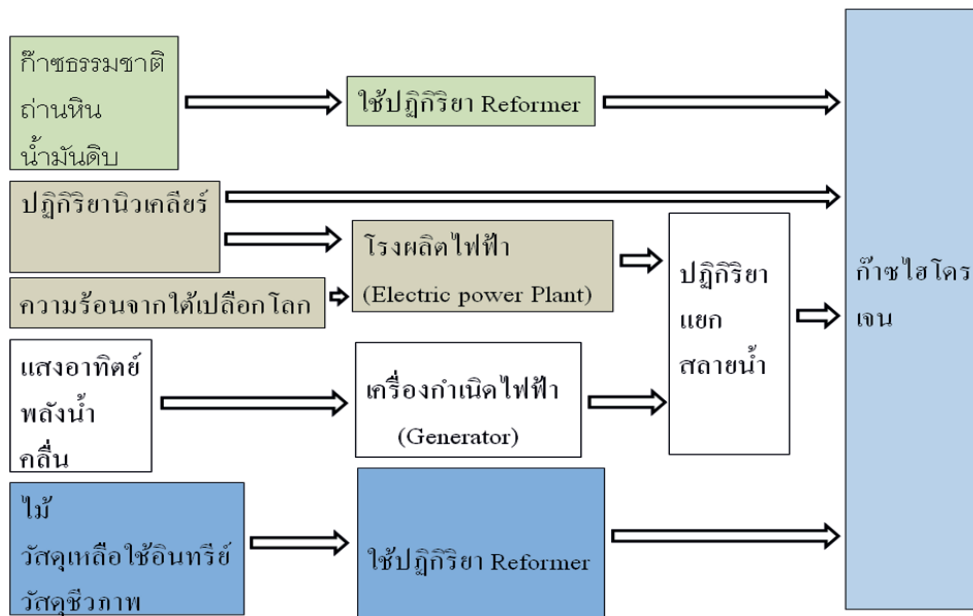 ก๊าซธรรมชาติ
ถ่านหิน
น้ำมันดิบ
ใช้ปฏิกิริยา Reformer
ปฏิกิริยานิวเคลียร์
โรงผลิตไฟฟ้า
(Electric power Plant)
ความร้อนจากใต้เปลือกโลก
ปฏิกิริยา
แยก
สลายน้ำ
ก๊าซไฮโดร
เจน
แสงอาทิตย์
พลังน้ำ
คลื่น
เครื่องกำเนิดไฟฟ้า
(Generator)
ไม้
วัสดุเหลือใช้อินทรีย์
วัสดุชีวภาพ
ใช้ปฏิกิริยา Reformer